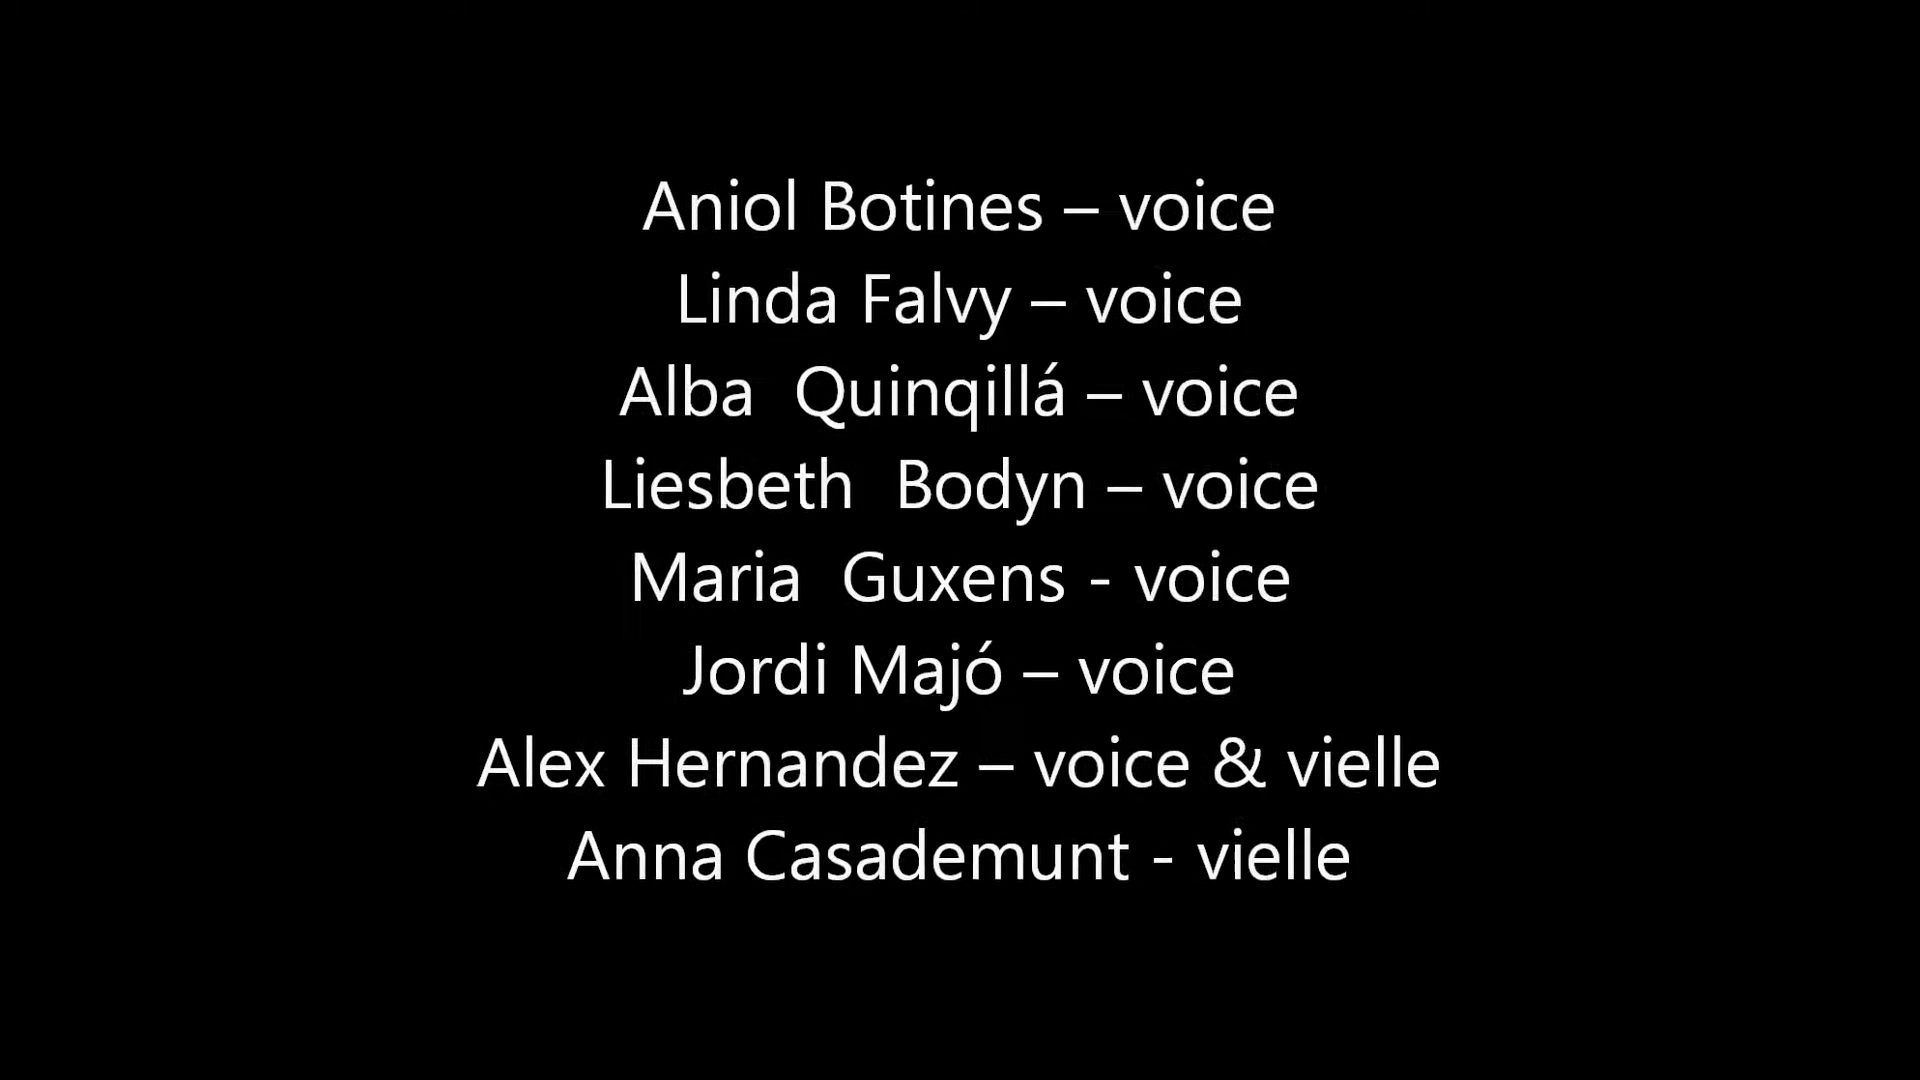 Aniol Botines – voice
Linda Falvy – voice
Alba  Quinqillá – voice
Liesbeth  Bodyn – voice
Maria  Guxens - voice
Jordi Majó – voice
Alex Hernandez – voice & vielle
Anna Casademunt - vielle